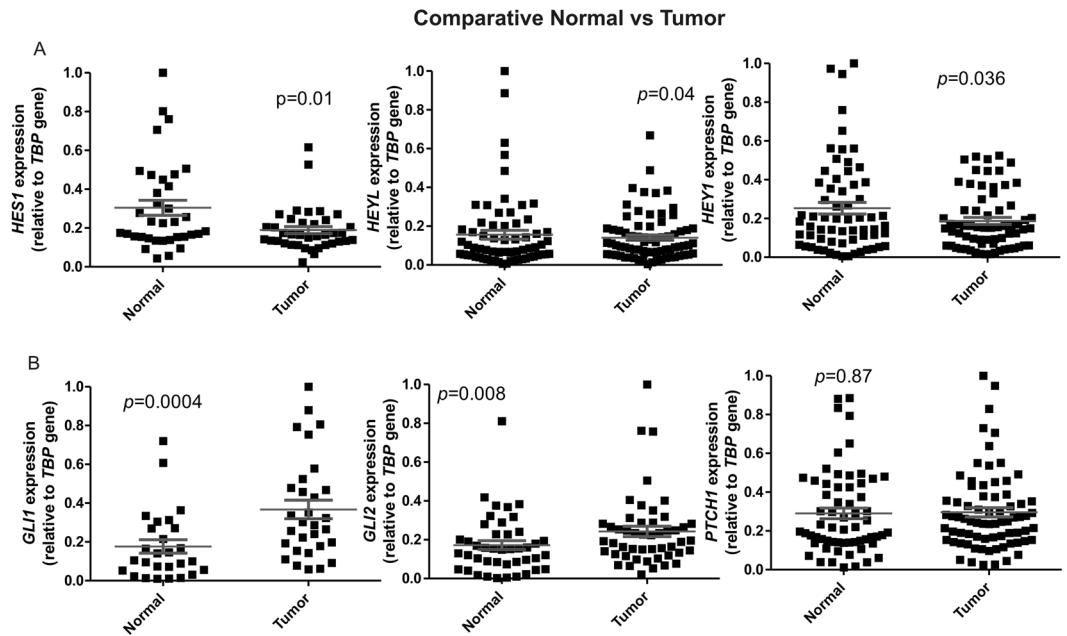 Comparative Normal vs Tumor
A
HES1 expression
(relative to TBP gene)
1.0
0.8
0.6
0.4
0.2
0.0
p=0.01
Normal
Tumor
HEYL expression
(relative to TBP gene)
1.0
0.8
0.6
0.4
0.2
0.0
p=0.04
Normal
Tumor
HEY1 expression
(relative to TBP gene)
1.0
0.8
0.6
0.4
0.2
0.0
p=0.036
Normal
Tumor
B
GLI1 expression
(relative to TBP gene)
1.0
0.8
0.6
0.4
0.2
0.0
p=0.0004
Normal
Tumor
GLI2 expression
(relative to TBP gene)
1.0
0.8
0.6
0.4
0.2
0.0
p=0.008
Normal
Tumor
PTCH1 expression
(relative to TBP gene)
1.0
0.8
0.6
0.4
0.2
0.0
p=0.87
Normal
Tumor